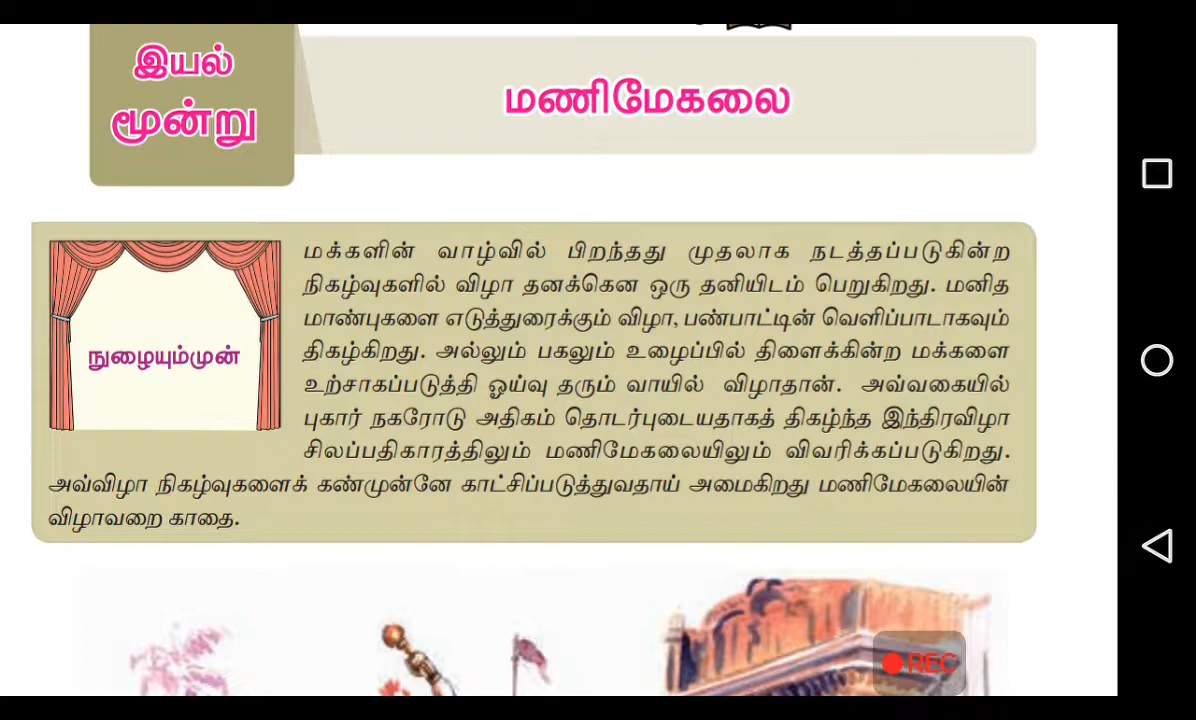 இயல்
மூன்று
மணிமேகலை
நுழையும்முன்
மக்களின் வாழ்வில் பிறந்தது முதலாக நடத்தப்படுகின்ற
நிகழ்வுகளில் விழா தனக்கென ஒரு தனியிடம் பெறுகிறது. மனித
மாண்புகளை எடுத்துரைக்கும் விழா, பண்பாட்டின் வெளிப்பாடாகவும்
திகழ்கிறது. அல்லும் பகலும் உழைப்பில் திளைக்கின்ற மக்களை
உற்சாகப்படுத்தி ஓய்வு தரும் வாயில் விழாதான். அவ்வகையில்
புகார் நகரோடு அதிகம் தொடர்புடையதாகத் திகழ்ந்த இந்திரவிழா
சிலப்பதிகாரத்திலும் மணிமேகலையிலும் விவரிக்கப்படுகிறது.
அவ்விழா நிகழ்வுகளைக் கண்முன்னே காட்சிப்படுத்துவதாய் அமைகிறது மணிமேகலையின்
விழாவறை காதை.
REC